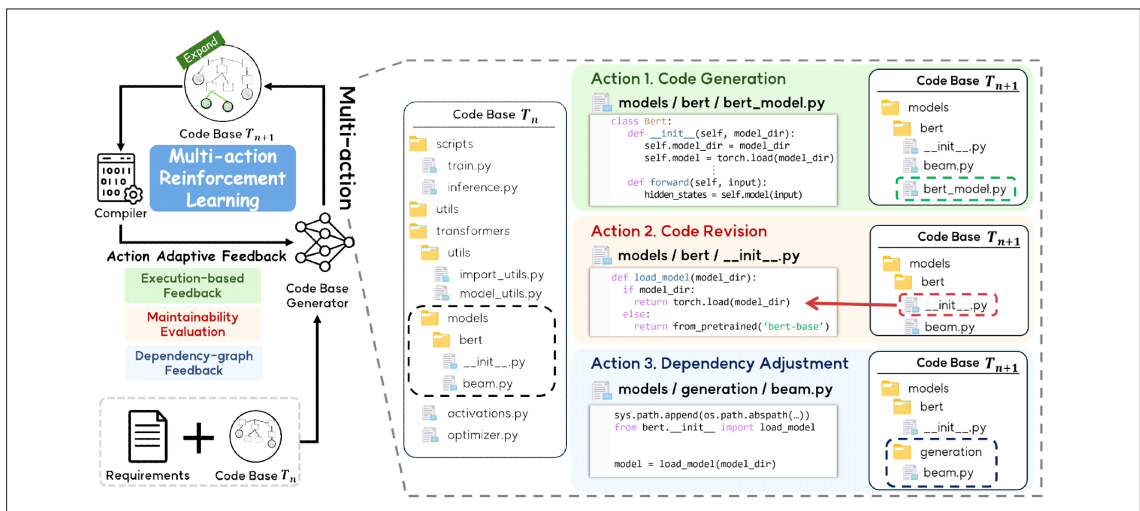 Expand
Code Base T_{n+1}
10011
0110
100
Compiler
Multi-action
Reinforcement
Learning
Multi-action
Action Adaptive Feedback
Execution-based
Feedback
Maintainability
Evaluation
Dependency-graph
Feedback
Code Base
Generator
Requirements
Code Base T_n
Code Base T_n
scripts
train.py
inference.py
utils
transformers
utils
import_utils.py
model_utils.py
models
bert
__init__.py
beam.py
activations.py
optimizer.py
Action 1. Code Generation
models / bert / bert_model.py
class Bert:
def __init__(self, model_dir):
self.model_dir = model_dir
self.model = torch.load(model_dir)
⋮
def forward(self, input):
hidden_states = self.model(input)
Code Base T_{n+1}
models
bert
__init__.py
beam.py
bert_model.py
Action 2. Code Revision
models / bert / __init__.py
def load_model(model_dir):
if model_dir:
return torch.load(model_dir)
else:
return from_pretrained('bert-base')
Code Base T_{n+1}
models
bert
__init__.py
beam.py
Action 3. Dependency Adjustment
models / generation / beam.py
sys.path.append(os.path.abspath(…))
from bert.__init__ import load_model
model = load_model(model_dir)
Code Base T_{n+1}
models
bert
__init__.py
generation
beam.py